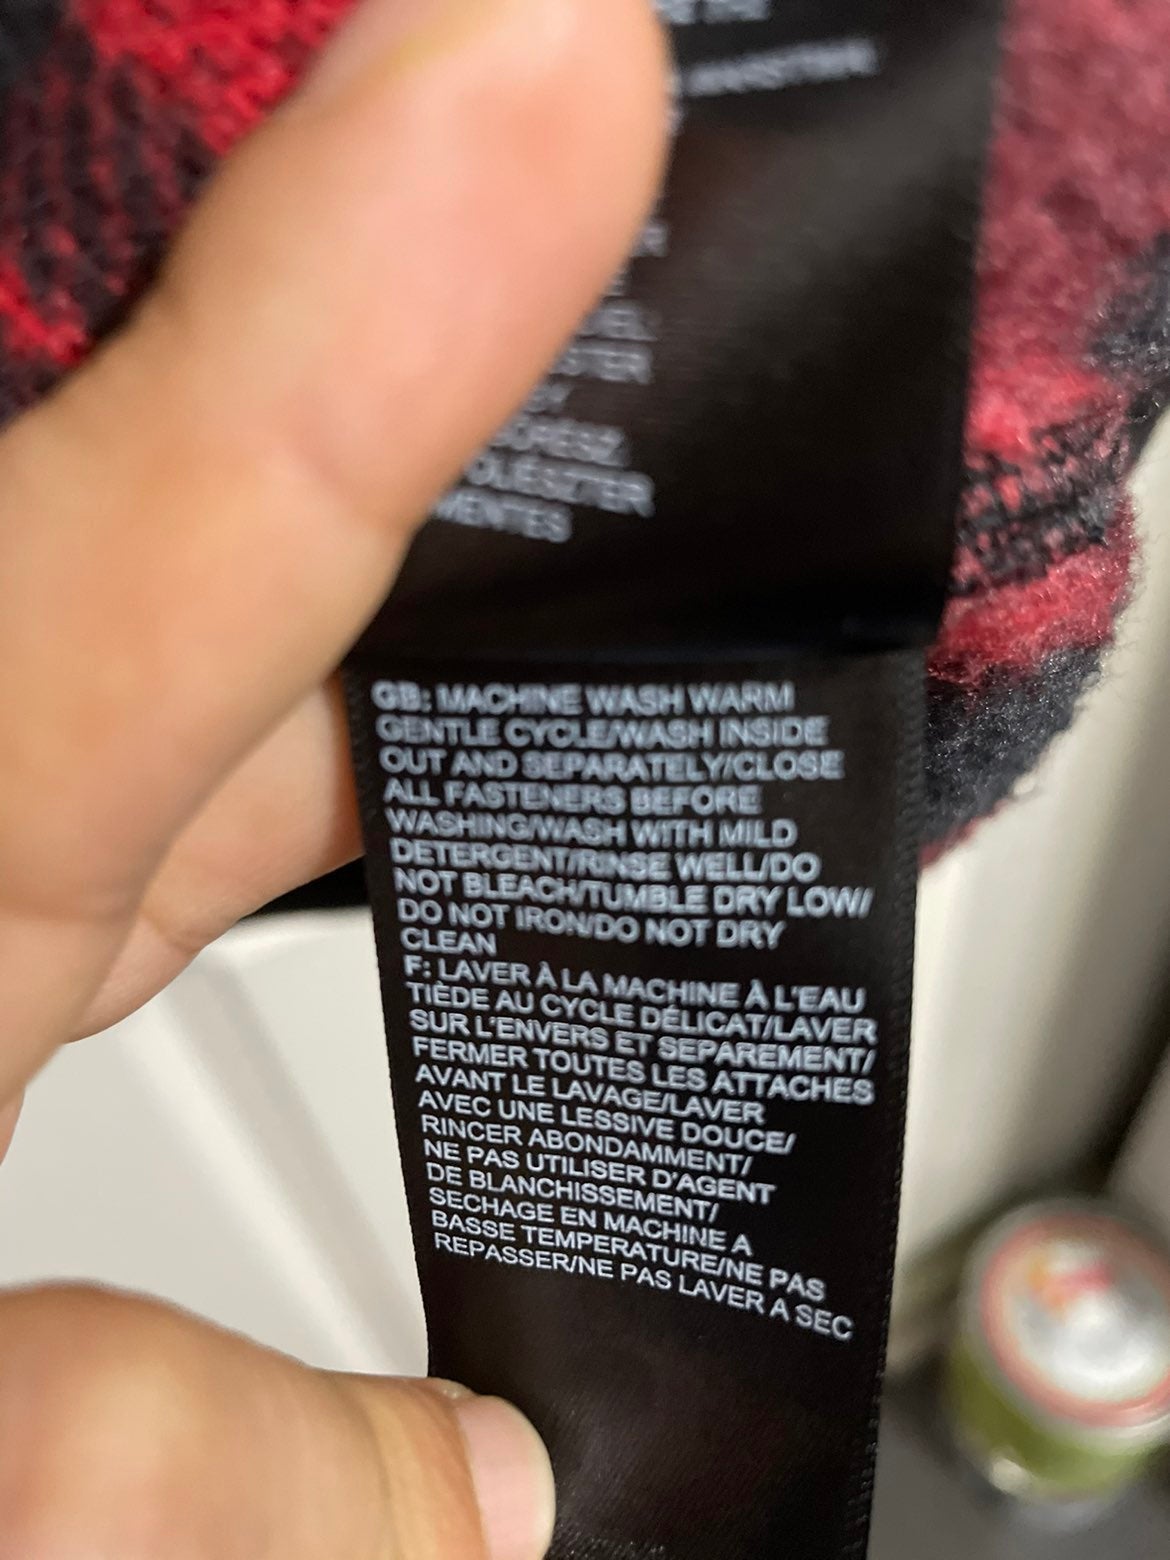 VEL:
MENTES
GB: MACHINE WASH WARM
GENTLE CYCLE/WASH INSIDE
OUT AND SEPARATELY/CLOSE
ALL FASTENERS BEFORE
WASHING/WASH WITH MILD
DETERGENT/RINSE WELL/DO
NOT BLEACH/TUMBLE DRY LOW/
DO NOT IRON/DO NOT DRY
CLEAN
F: LAVER À LA MACHINE À L'EAU
TIÈDE AU CYCLE DÉLICAT/LAVER
SUR L'ENVERS ET SEPAREMENT/
FERMER TOUTES LES ATTACHES
AVANT LE LAVAGE/LAVER
AVEC UNE LESSIVE DOUCE/
RINCER ABONDAMMENT/
NE PAS UTILISER D'AGENT
DE BLANCHISSEMENT/
SECHAGE EN MACHINE A
BASSE TEMPERATURE/NE PAS
REPASSER/NE PAS LAVER A SEC